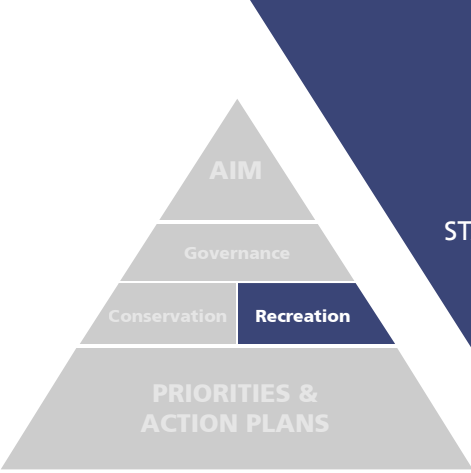 AIM
ST
Governance
Conservation Recreation
PRIORITIES &
ACTION PLANS